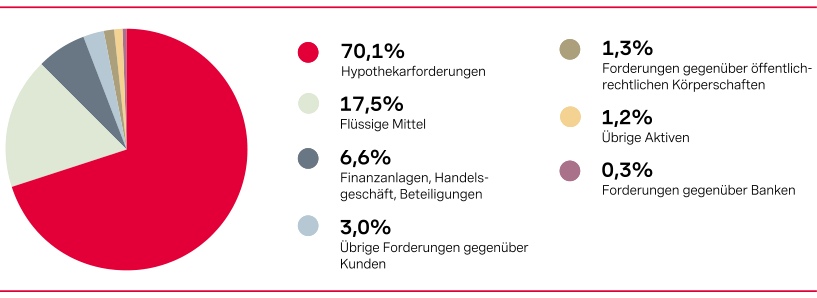 70,1%
Hypothekarforderungen
17,5%
Flüssige Mittel
6,6%
Finanzanlagen, Handels-
geschäft, Beteiligungen
3,0%
Übrige Forderungen gegenüber
Kunden
1,3%
Forderungen gegenüber öffentlich-
rechtlichen Körperschaften
1,2%
Übrige Aktiven
0,3%
Forderungen gegenüber Banken